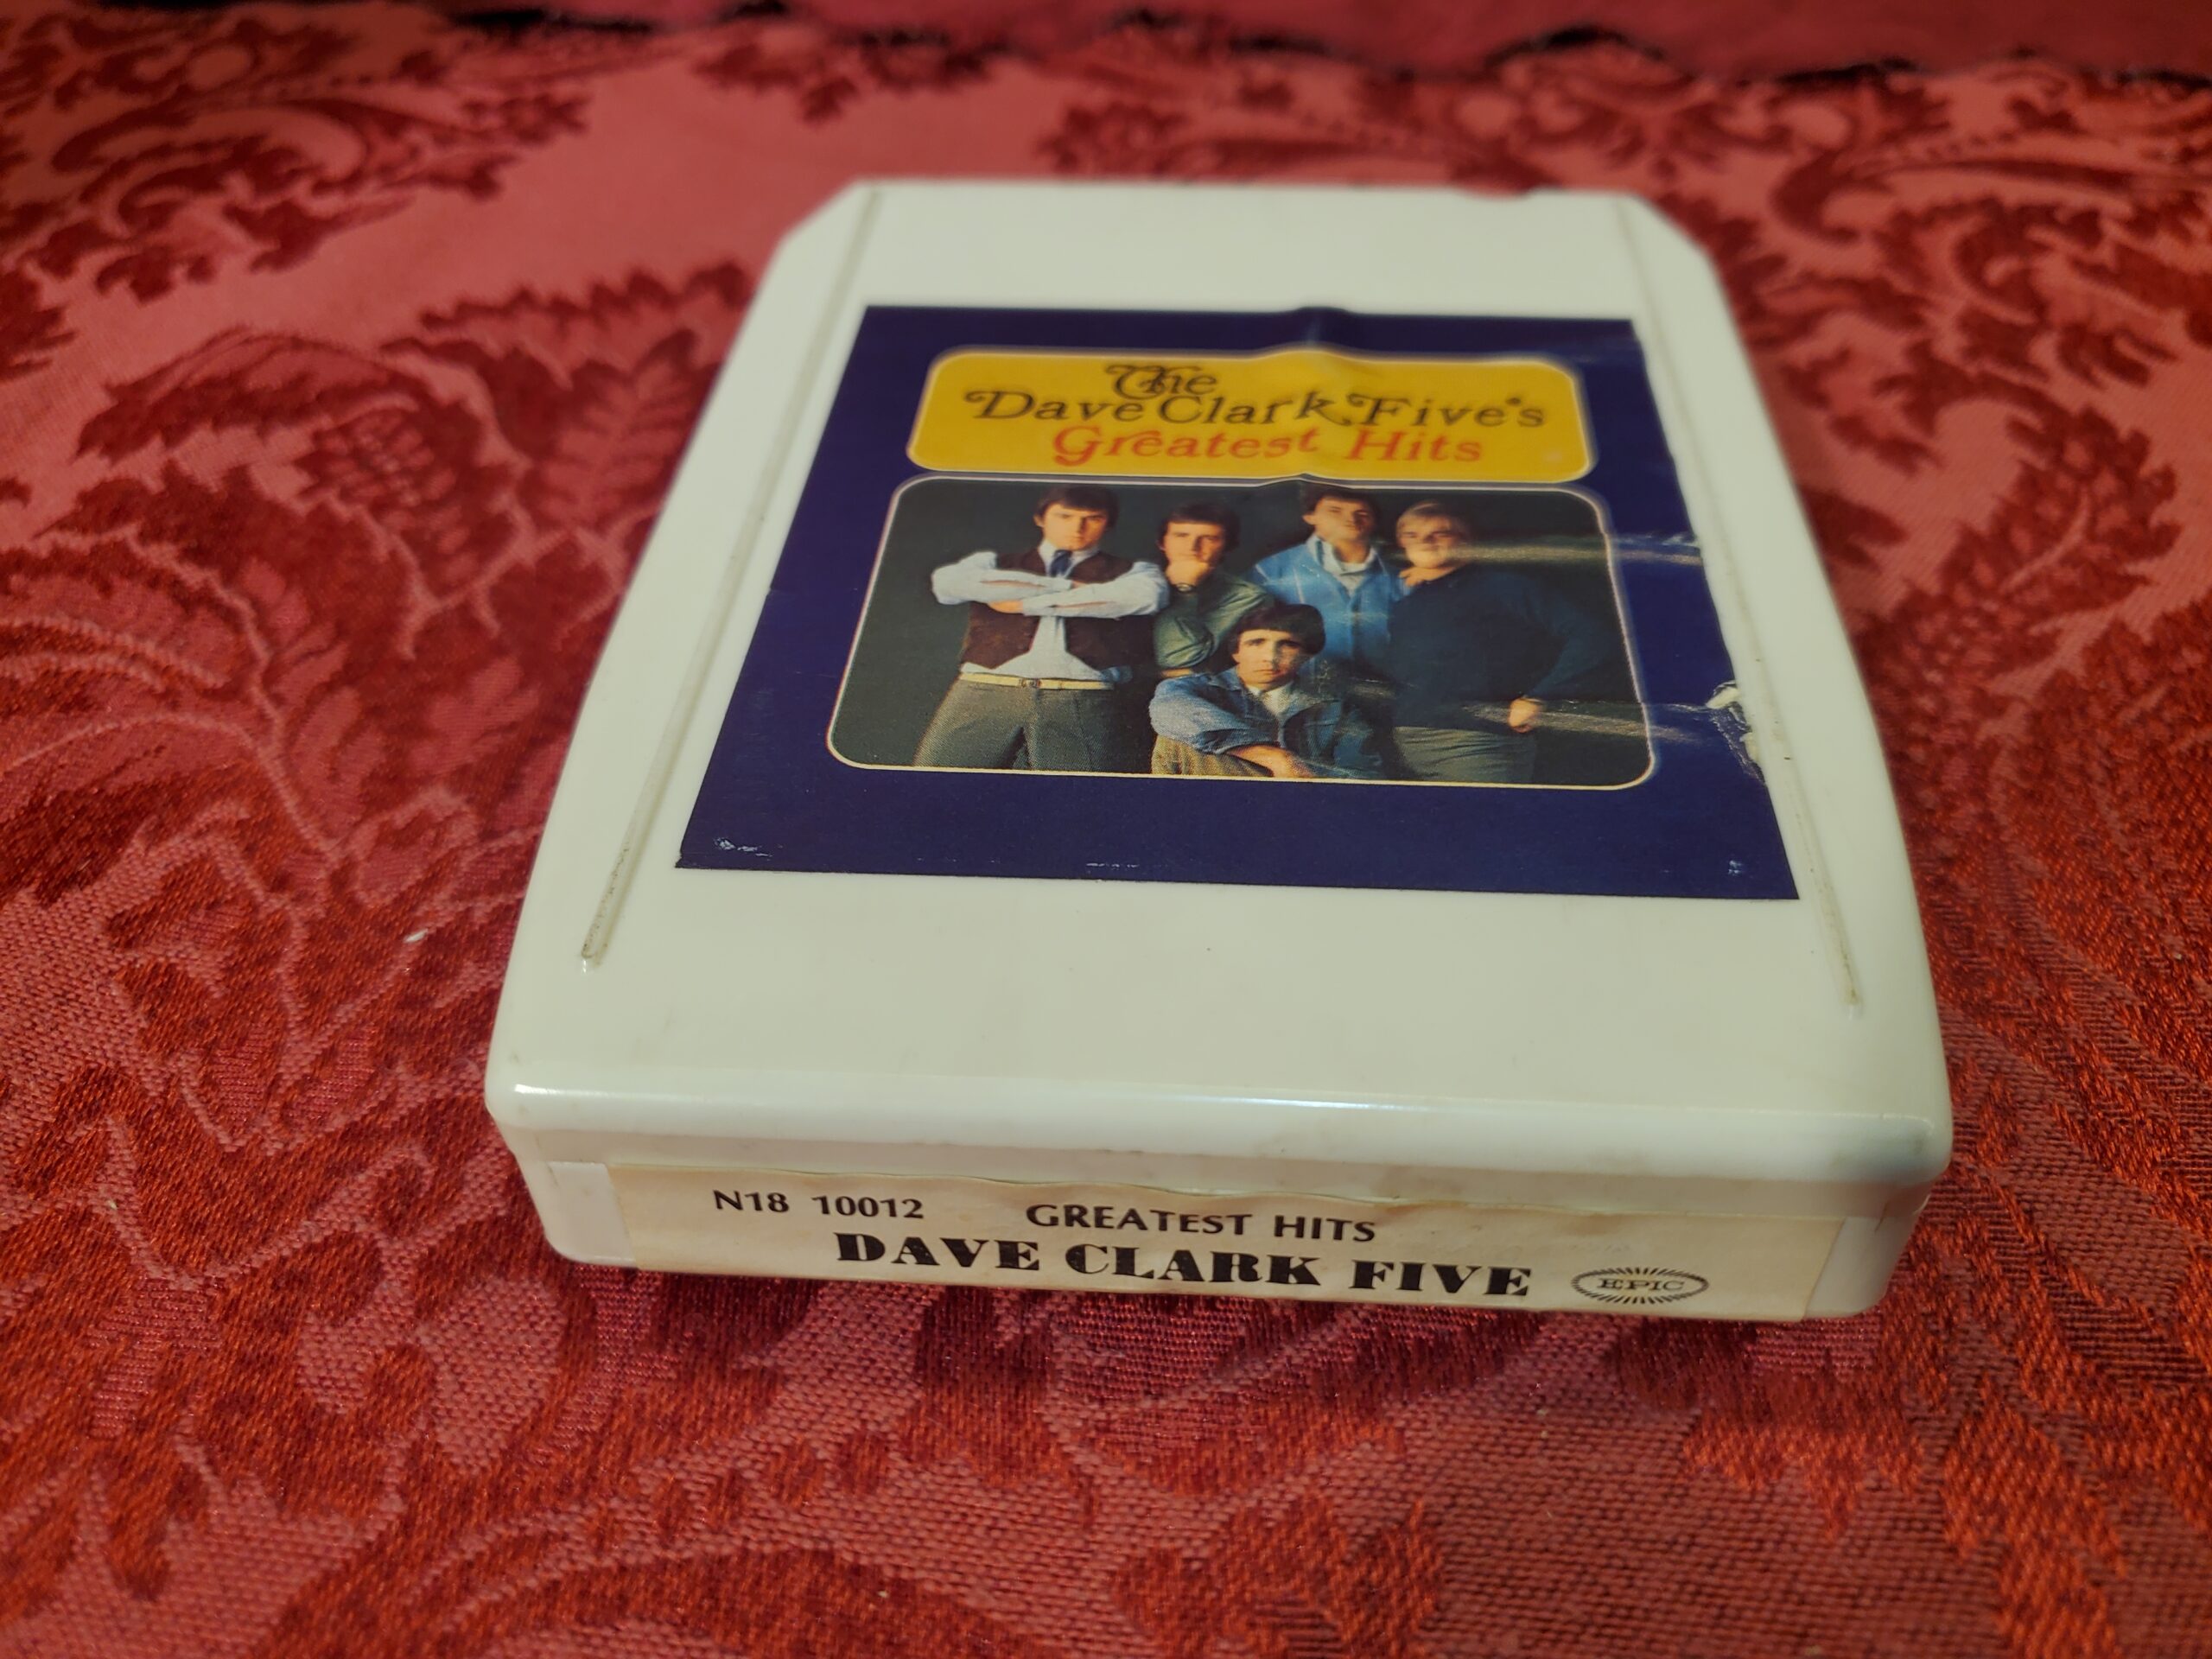 The
Dave Clark Five's
Greatest Hits
N18 10012 GREATEST HITS
DAVE CLARK FIVE EPIC